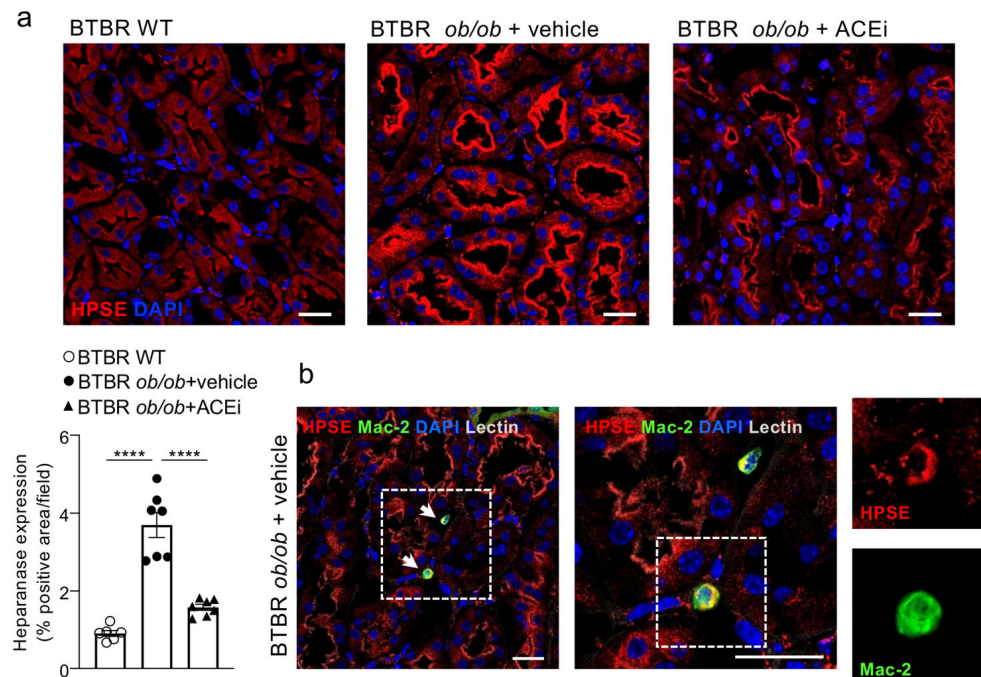 a
BTBR WT
BTBR ob/ob + vehicle
BTBR ob/ob + ACEi
HPSE DAPI
BTBR WT
BTBR ob/ob+vehicle
BTBR ob/ob+ACEi
Heparanase expression
(% positive area/field)
6
4
2
0
****
****
b
BTBR ob/ob + vehicle
HPSE Mac-2 DAPI Lectin
HPSE Mac-2 DAPI Lectin
HPSE
Mac-2